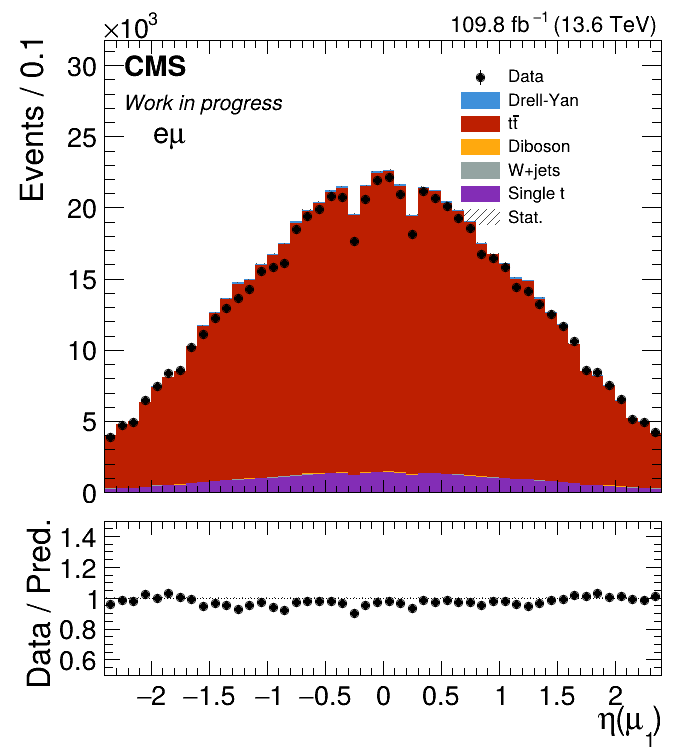 ×10³
109.8 fb⁻¹ (13.6 TeV)
Events / 0.1
30
25
20
15
10
5
0
CMS
Work in progress
eμ
Data
Drell-Yan
tt̅
Diboson
W+jets
Single t
Stat.
Data / Pred.
1.4
1.2
1
0.8
0.6
−2 −1.5 −1 −0.5 0 0.5 1 1.5 2
η(μ₁)